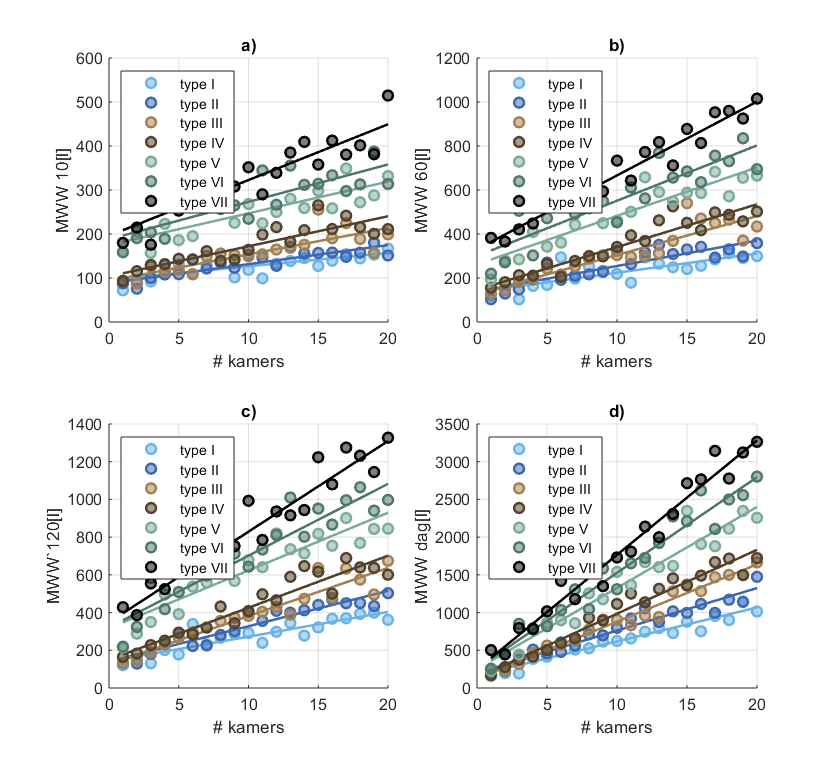 a)
600
500
400
300
200
100
0
MWW 10[l]
type I
type II
type III
type IV
type V
type VI
type VII
0
5
10
15
20
# kamers
b)
1200
1000
800
600
400
200
0
MWW 60[l]
type I
type II
type III
type IV
type V
type VI
type VII
0
5
10
15
20
# kamers
c)
1400
1200
1000
800
600
400
200
0
MWW`120[l]
type I
type II
type III
type IV
type V
type VI
type VII
0
5
10
15
20
# kamers
d)
3500
3000
2500
2000
1500
1000
500
0
MWW dag[l]
type I
type II
type III
type IV
type V
type VI
type VII
0
5
10
15
20
# kamers